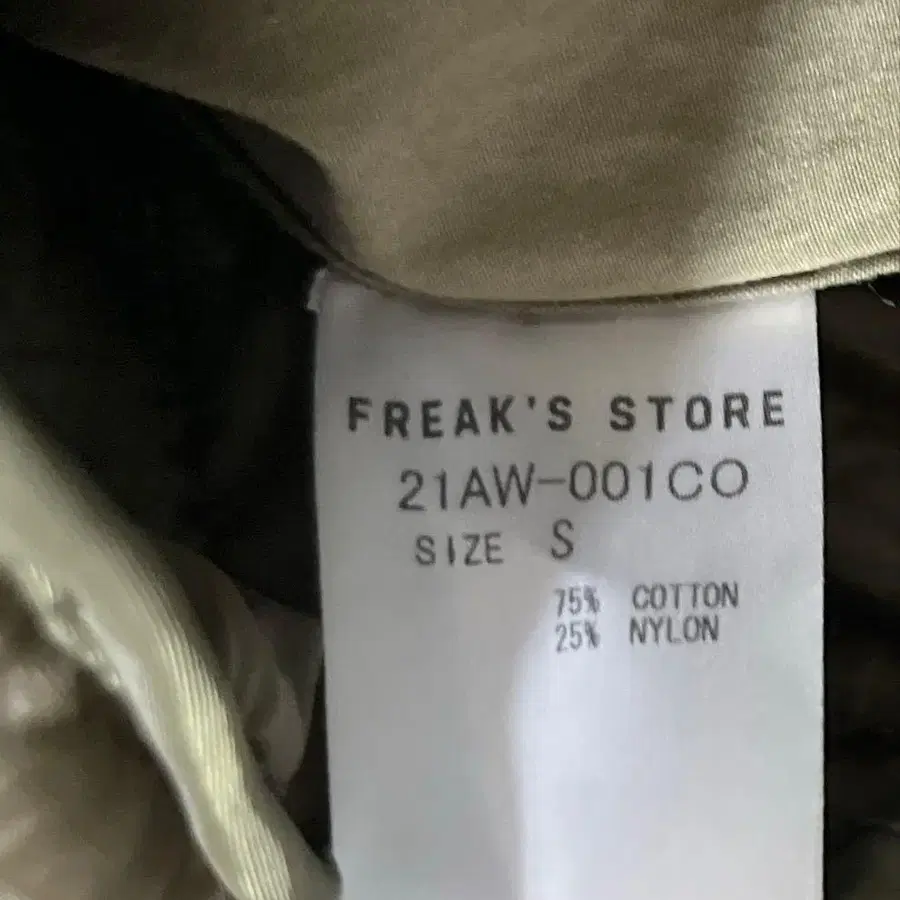 FREAK'S STORE
21AW-001CO
SIZE S
75% COTTON
25% NYLON